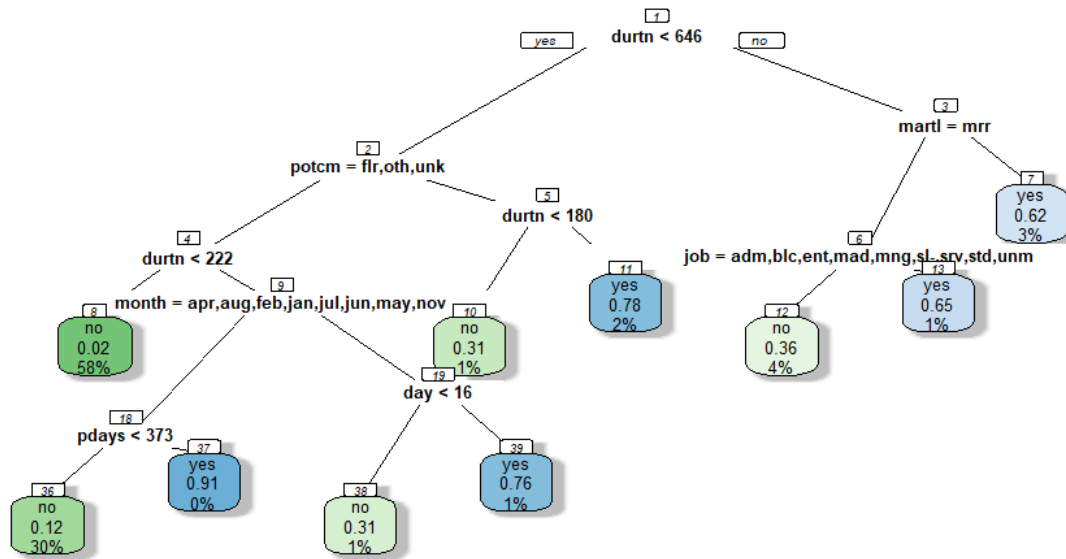 1
durtn < 646
yes
no
3
martl = mrr
2
potcm = flr,oth,unk
7
yes
0.62
3%
5
durtn < 180
4
durtn < 222
6
job = adm,blc,ent,mad,mng,sl-,srv,std,unm
9
month = apr,aug,feb,jan,jul,jun,may,nov
8
no
0.02
58%
10
no
0.31
1%
11
yes
0.78
2%
12
no
0.36
4%
13
yes
0.65
1%
19
day < 16
18
pdays < 373
37
yes
0.91
0%
39
yes
0.76
1%
36
no
0.12
30%
38
no
0.31
1%